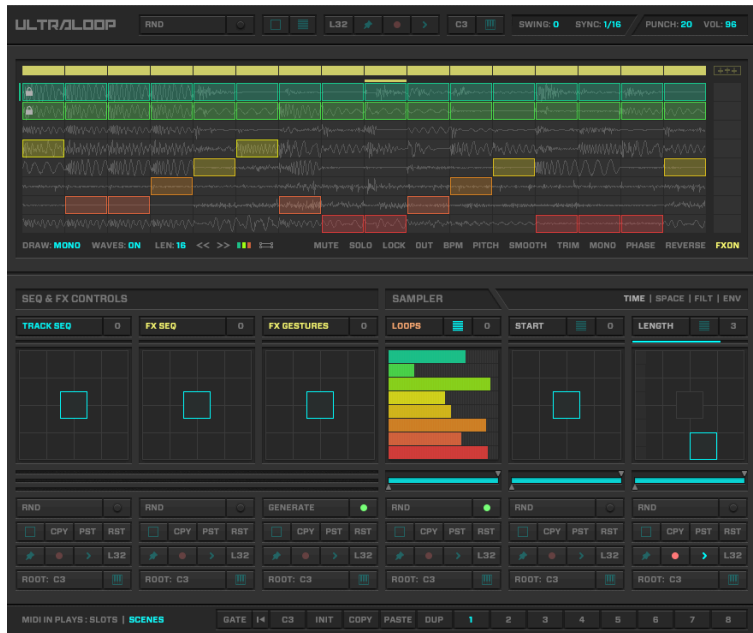 ULTRALOOP RND L32 C3 SWING: 0 SYNC: 1/16 PUNCH: 20 VOL: 96
DRAW: MONO WAVES: ON LEN: 16 << >> MUTE SOLO LOCK OUT BPM PITCH SMOOTH TRIM MONO PHASE REVERSE FXON
SEQ & FX CONTROLS SAMPLER TIME | SPACE | FILT | ENV
TRACK SEQ 0 FX SEQ 0 FX GESTURES 0 LOOPS 0 START 0 LENGTH 3
RND RND GENERATE RND RND RND
CPY PST RST CPY PST RST CPY PST RST CPY PST RST CPY PST RST CPY PST RST
L32 L32 L32 L32 L32 L32
ROOT: C3 ROOT: C3 ROOT: C3 ROOT: C3 ROOT: C3 ROOT: C3
MIDI IN PLAYS : SLOTS | SCENES GATE C3 INIT COPY PASTE DUP 1 2 3 4 5 6 7 8